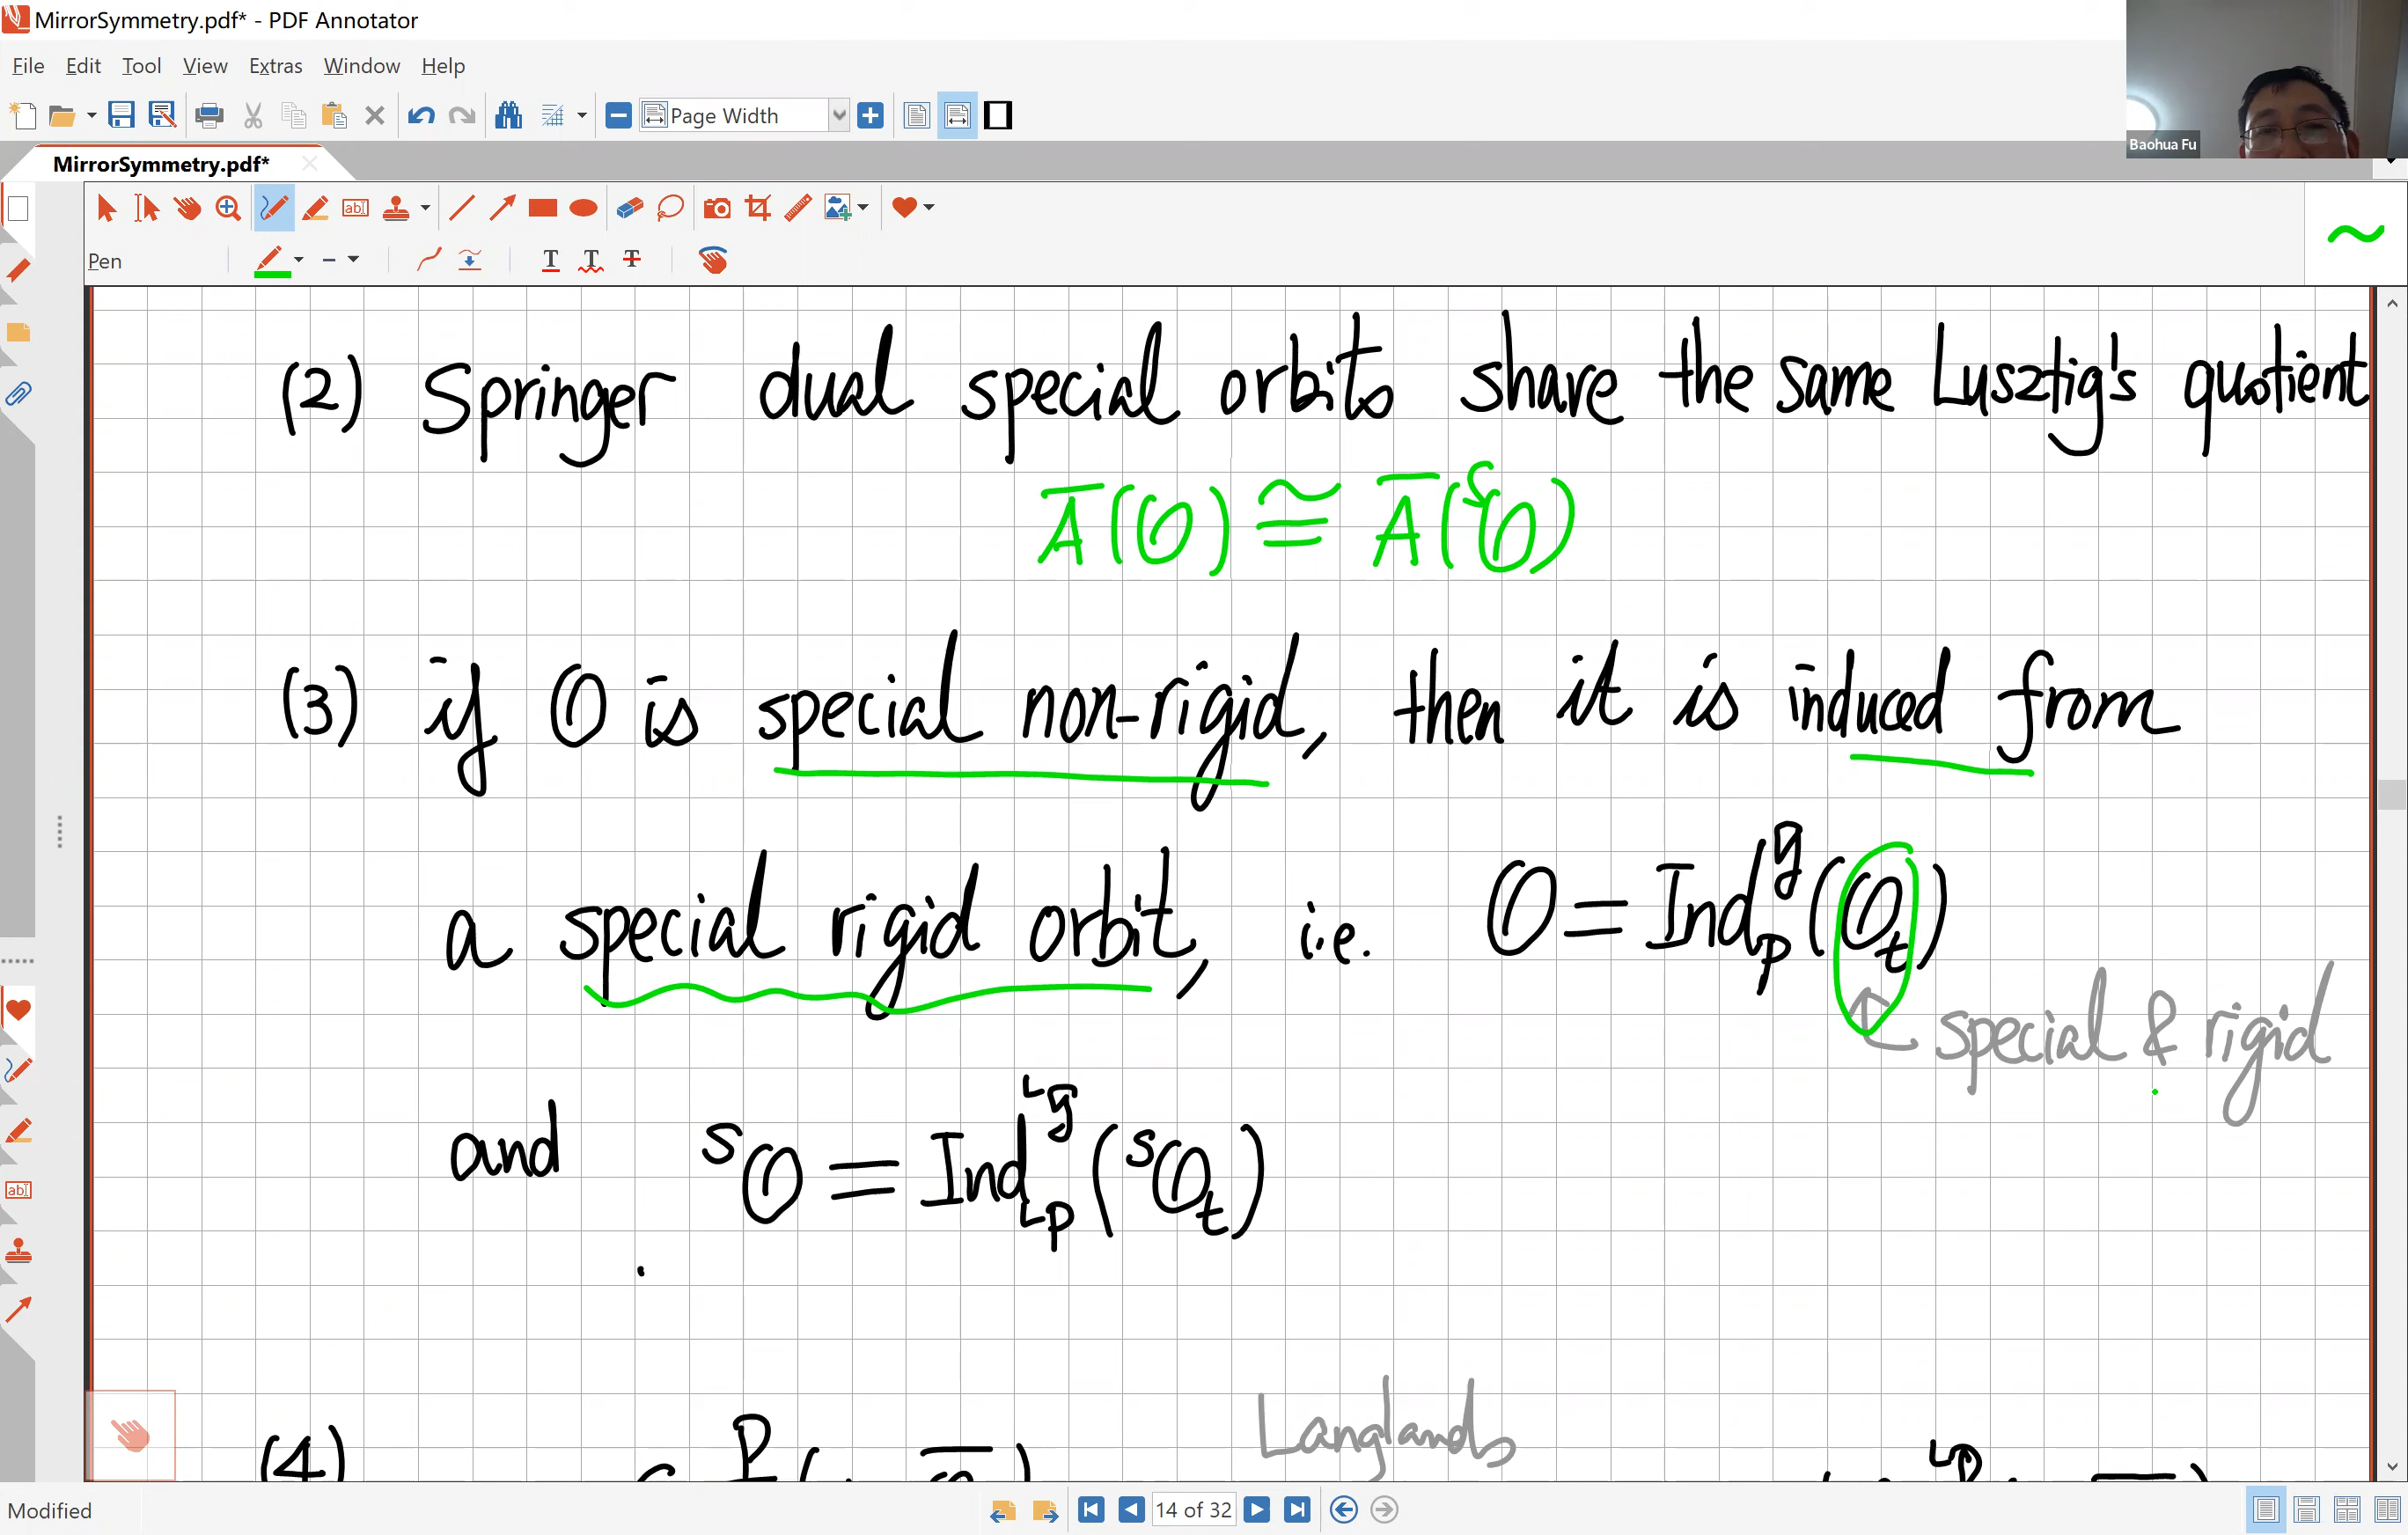 MirrorSymmetry.pdf* - PDF Annotator
File Edit Tool View Extras Window Help
Page Width
Baohua Fu
MirrorSymmetry.pdf*
Pen
(2) Springer dual special orbits share the same Lusztig's quotient
Ā(O) ≅ Ā(ˢO)
(3) if O is special non-rigid, then it is induced from
a special rigid orbit, i.e. O = Ind_p^g (O_t)
special & rigid
and ˢO = Ind_{ᴸp}^{ᴸg} (ˢO_t)
Langlands
(4)
Modified
14 of 32